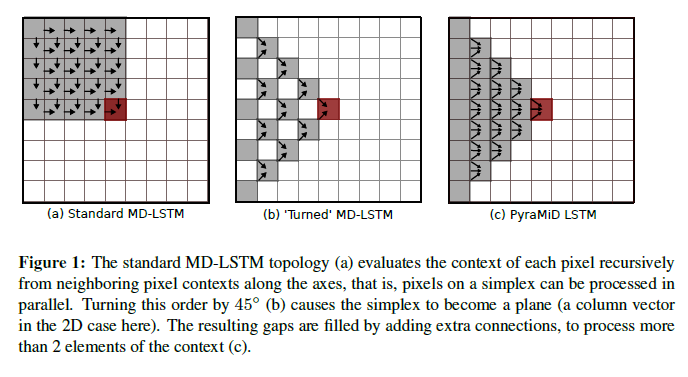 (a) Standard MD-LSTM
(b) 'Turned' MD-LSTM
(c) PyraMiD LSTM
Figure 1: The standard MD-LSTM topology (a) evaluates the context of each pixel recursively
from neighboring pixel contexts along the axes, that is, pixels on a simplex can be processed in
parallel. Turning this order by 45° (b) causes the simplex to become a plane (a column vector
in the 2D case here). The resulting gaps are filled by adding extra connections, to process more
than 2 elements of the context (c).